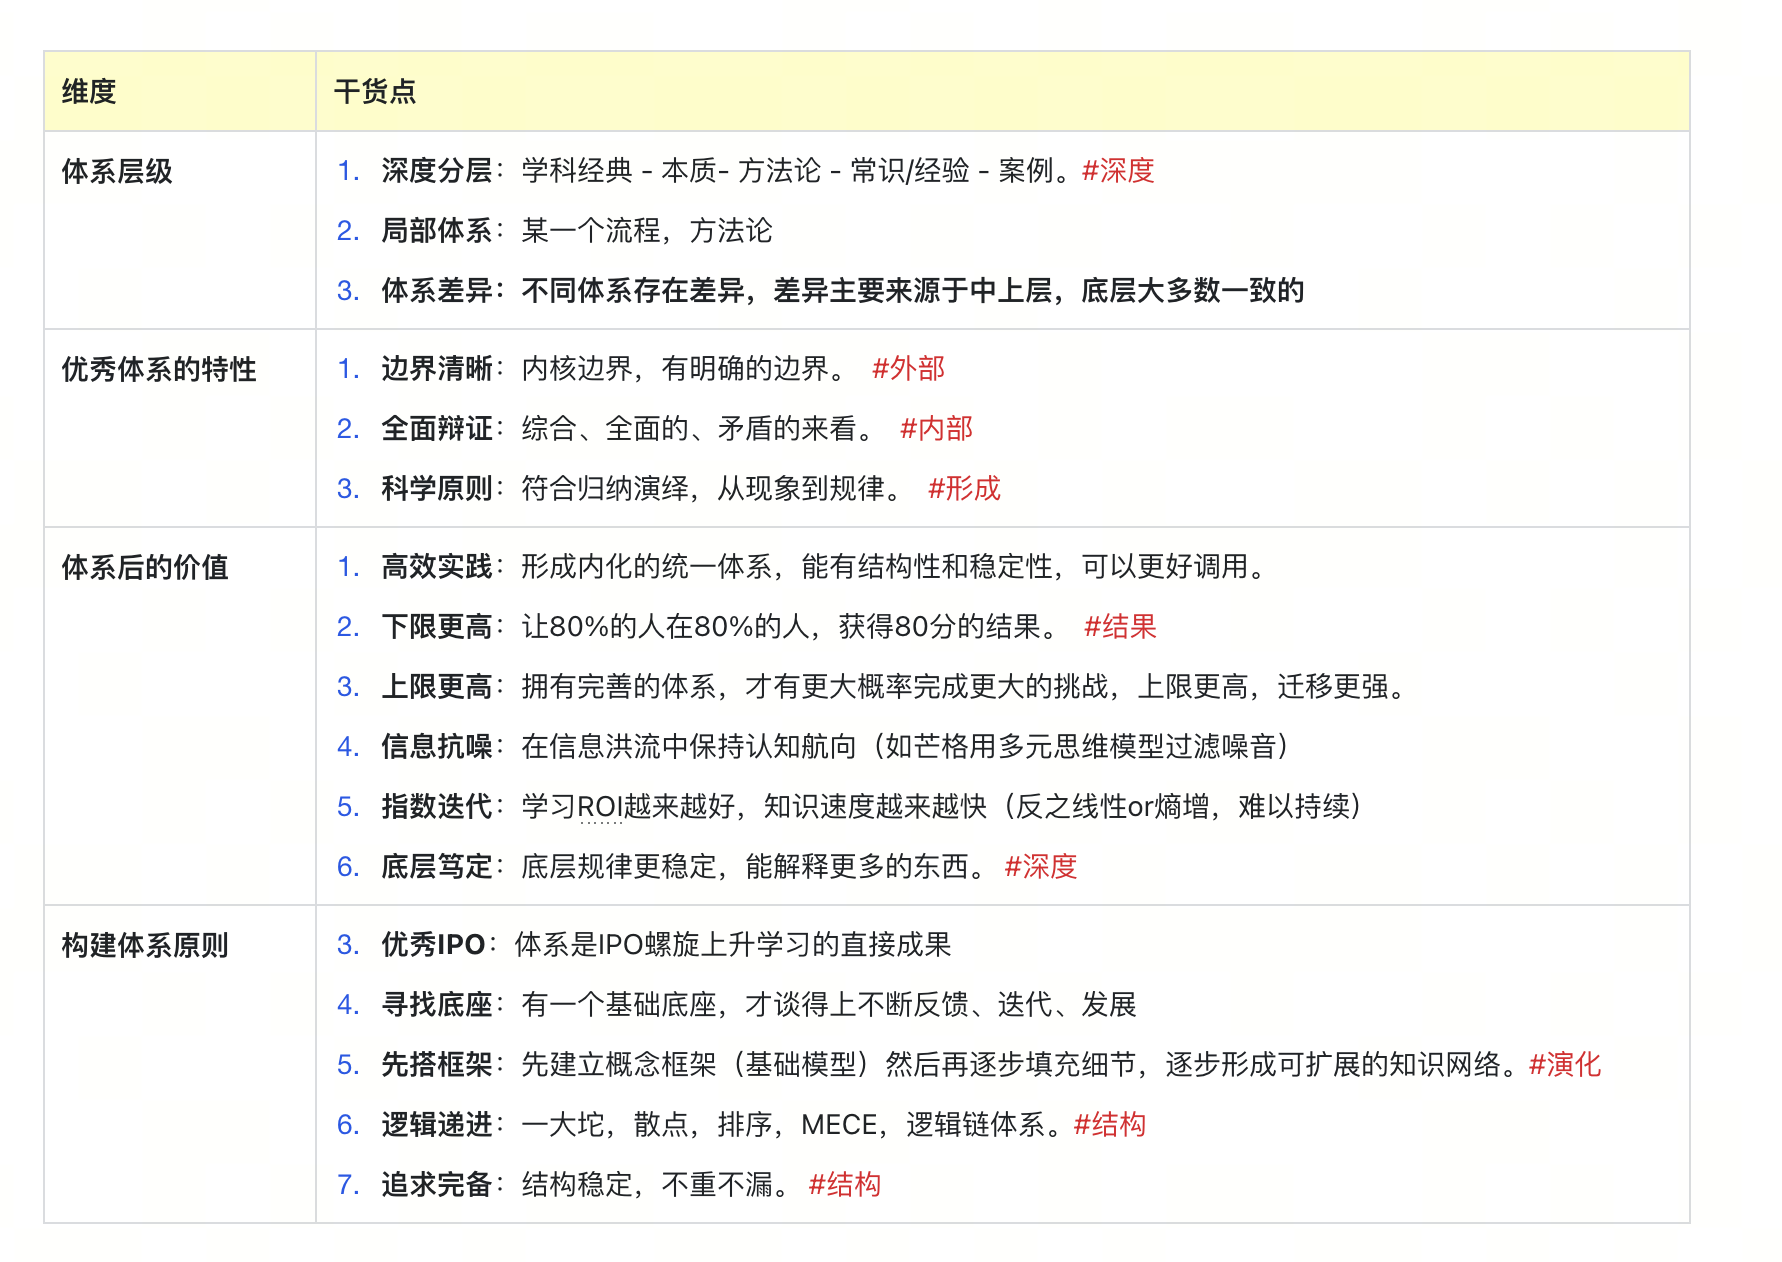 维度
干货点
体系层级
1. 深度分层：学科经典 - 本质- 方法论 - 常识/经验 - 案例。#深度
2. 局部体系：某一个流程，方法论
3. 体系差异：不同体系存在差异，差异主要来源于中上层，底层大多数一致的
优秀体系的特性
1. 边界清晰：内核边界，有明确的边界。 #外部
2. 全面辩证：综合、全面的、矛盾的来看。 #内部
3. 科学原则：符合归纳演绎，从现象到规律。 #形成
体系后的价值
1. 高效实践：形成内化的统一体系，能有结构性和稳定性，可以更好调用。
2. 下限更高：让80%的人在80%的人，获得80分的结果。 #结果
3. 上限更高：拥有完善的体系，才有更大概率完成更大的挑战，上限更高，迁移更强。
4. 信息抗噪：在信息洪流中保持认知航向（如芒格用多元思维模型过滤噪音）
5. 指数迭代：学习ROI越来越好，知识速度越来越快（反之线性or熵增，难以持续）
6. 底层笃定：底层规律更稳定，能解释更多的东西。 #深度
构建体系原则
3. 优秀IPO：体系是IPO螺旋上升学习的直接成果
4. 寻找底座：有一个基础底座，才谈得上不断反馈、迭代、发展
5. 先搭框架：先建立概念框架（基础模型）然后再逐步填充细节，逐步形成可扩展的知识网络。#演化
6. 逻辑递进：一大坨，散点，排序，MECE，逻辑链体系。#结构
7. 追求完备：结构稳定，不重不漏。 #结构